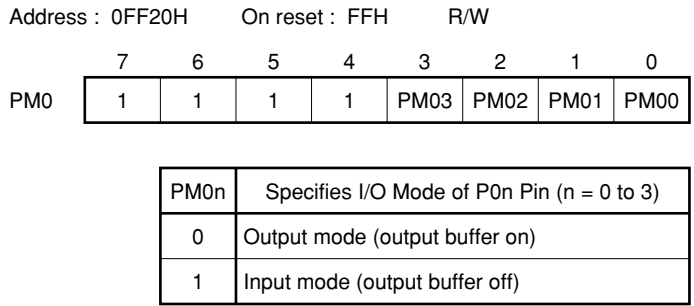 Address : 0FF20H On reset : FFH R/W
7 6 5 4 3 2 1 0
PM0 1 1 1 1 PM03 PM02 PM01 PM00
PM0n Specifies I/O Mode of P0n Pin (n = 0 to 3)
0 Output mode (output buffer on)
1 Input mode (output buffer off)